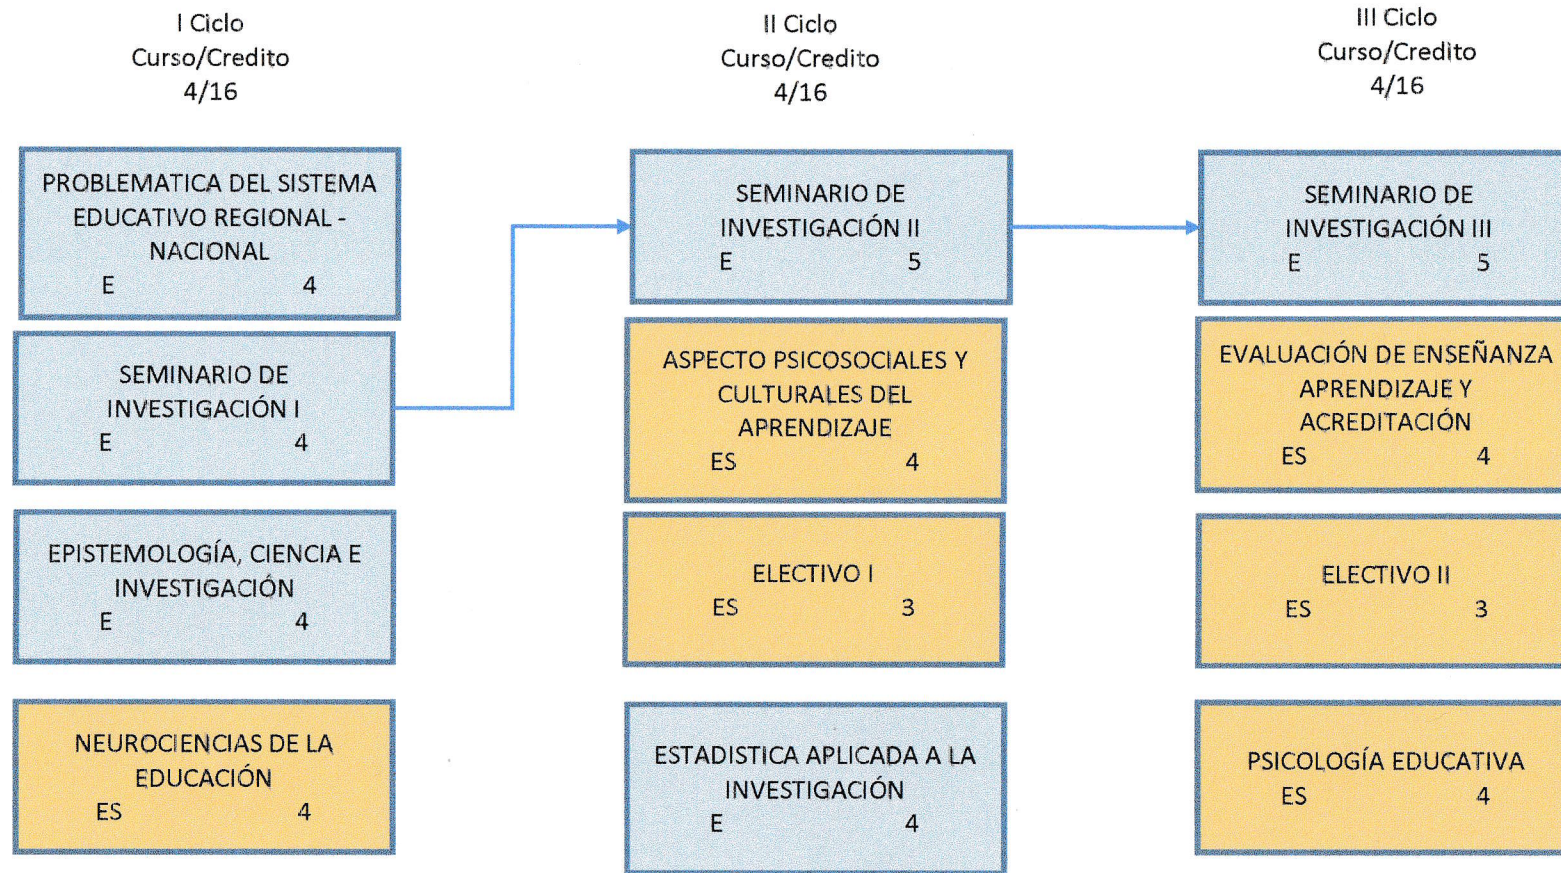 I Ciclo
Curso/Credito
4/16
PROBLEMATICA DEL SISTEMA
EDUCATIVO REGIONAL -
NACIONAL
E 4
SEMINARIO DE
INVESTIGACIÓN I
E 4
EPISTEMOLOGÍA, CIENCIA E
INVESTIGACIÓN
E 4
NEUROCIENCIAS DE LA
EDUCACIÓN
ES 4
II Ciclo
Curso/Credito
4/16
SEMINARIO DE
INVESTIGACIÓN II
E 5
ASPECTO PSICOSOCIALES Y
CULTURALES DEL
APRENDIZAJE
ES 4
ELECTIVO I
ES 3
ESTADISTICA APLICADA A LA
INVESTIGACIÓN
E 4
III Ciclo
Curso/Credito
4/16
SEMINARIO DE
INVESTIGACIÓN III
E 5
EVALUACIÓN DE ENSEÑANZA
APRENDIZAJE Y
ACREDITACIÓN
ES 4
ELECTIVO II
ES 3
PSICOLOGÍA EDUCATIVA
ES 4